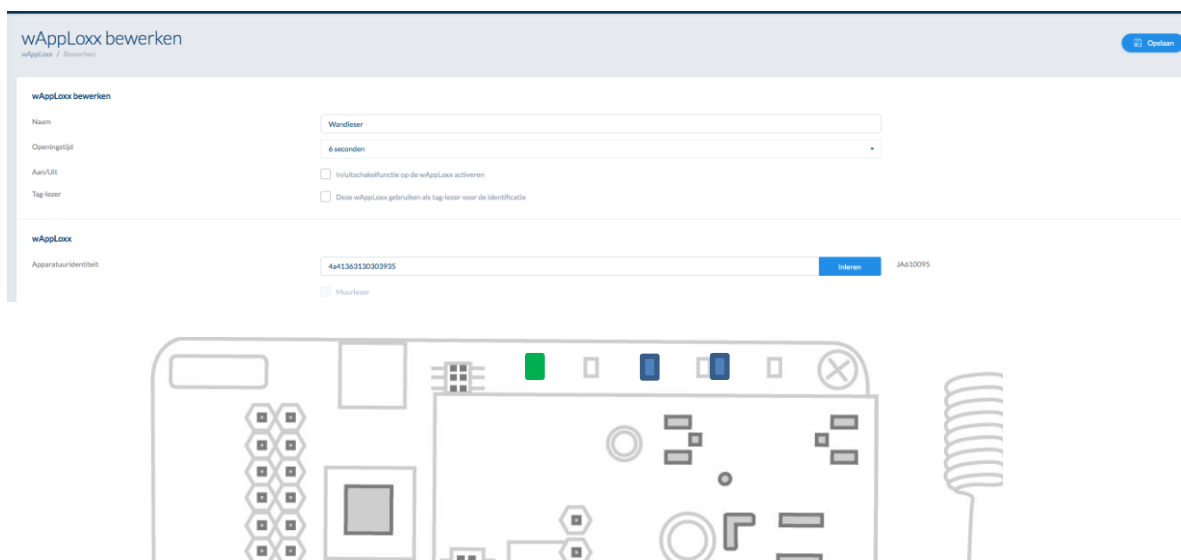 wAppLoxx bewerken
wAppLoxx / Bewerken
Opslaan
wAppLoxx bewerken
Naam
Wandleser
Openingstijd
6 seconden
Aan/Uit
In/uitschakelfunctie op de wAppLoxx activeren
Tag-lezer
Deze wAppLoxx gebruiken als tag-lezer voor de identificatie
wAppLoxx
Apparatuuridentiteit
4a41363130303935
Inleren
JA610095
Muurlezer